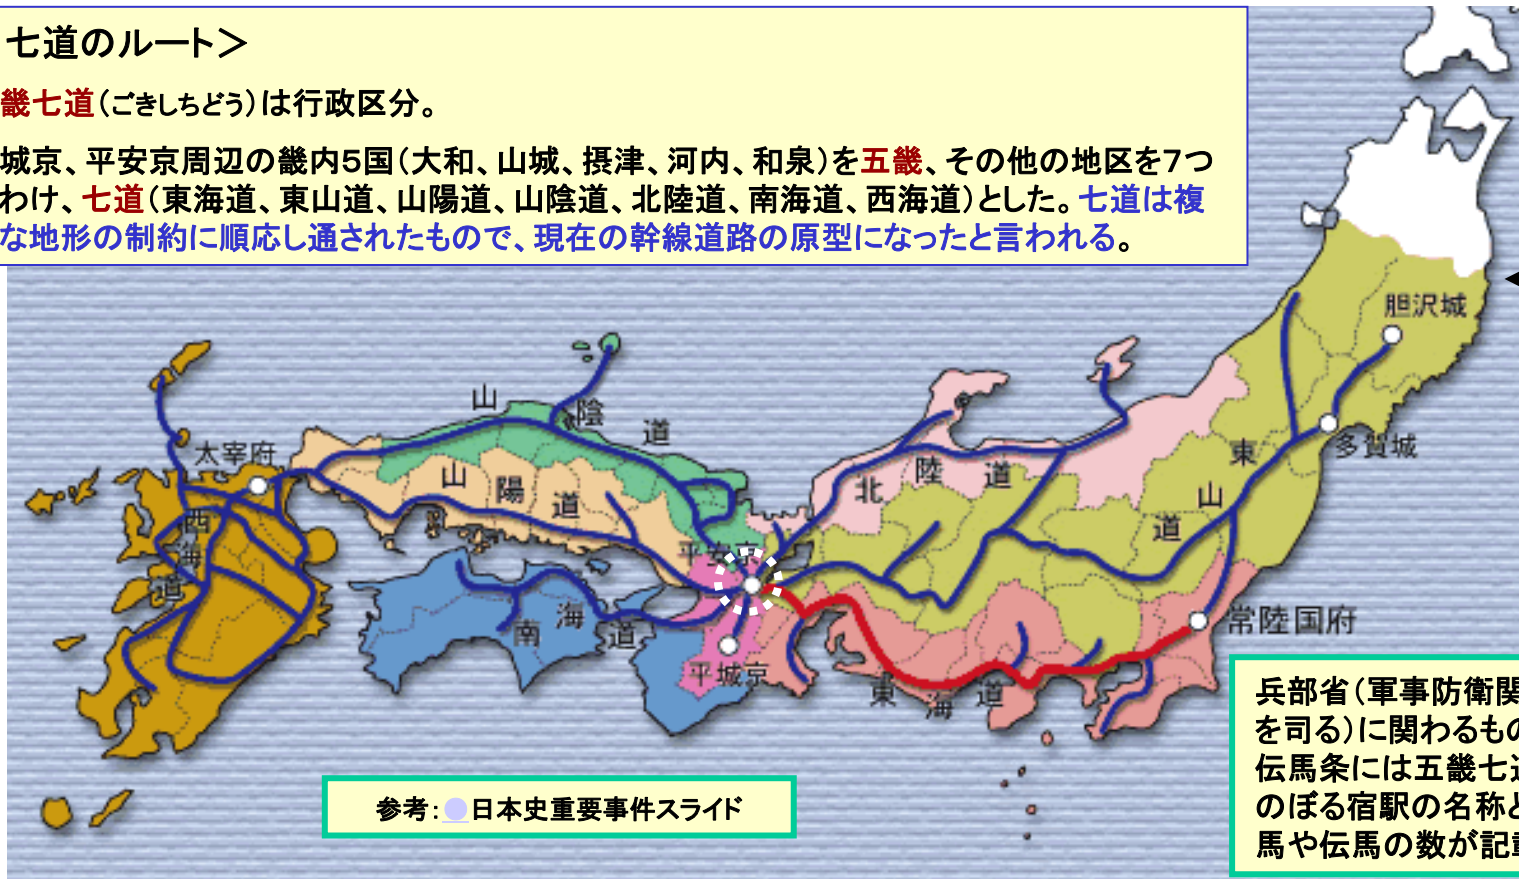 七道のルート＞
畿七道（ごきしちどう）は行政区分。
城京、平安京周辺の畿内5国（大和、山城、摂津、河内、和泉）を五畿、その他の地区を7つ
わけ、七道（東海道、東山道、山陽道、山陰道、北陸道、南海道、西海道）とした。七道は複
な地形の制約に順応し通されたもので、現在の幹線道路の原型になったと言われる。
胆沢城
山陰道
太宰府
多賀城
東山道
北陸道
山陽道
西海道
平安京
南海道
常陸国府
平城京
東海道
兵部省（軍事防衛関
を司る）に関わるもの
伝馬条には五畿七道
のぼる宿駅の名称と
馬や伝馬の数が記載
参考：●日本史重要事件スライド